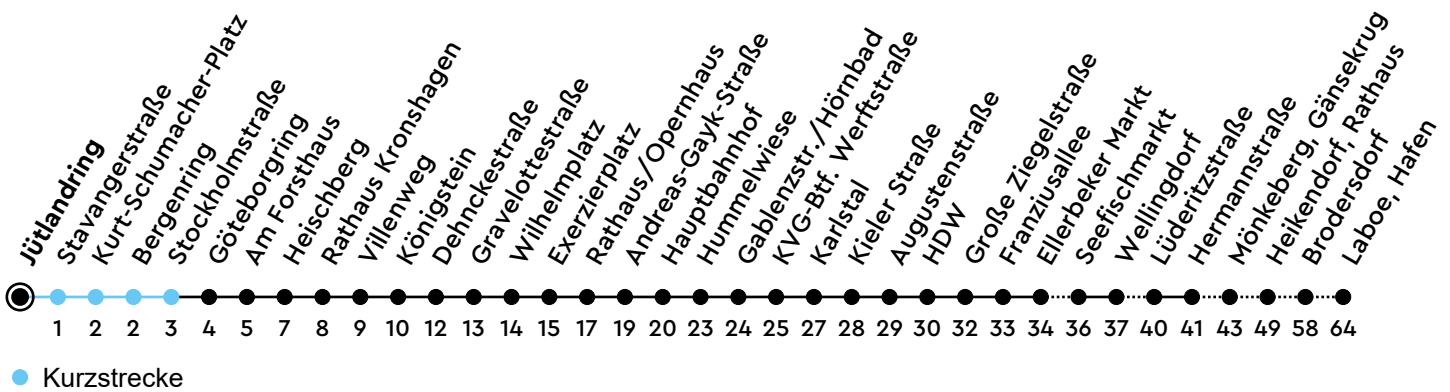 Jütlandring
Stavangerstraße
Kurt-Schumacher-Platz
Bergenring
Stockholmstraße
Göteborgring
Am Forsthaus
Heischberg
Rathaus Kronshagen
Villenweg
Königstein
Dehnckestraße
Gravelottestraße
Wilhelmplatz
Exerzierplatz
Rathaus/Opernhaus
Andreas-Gayk-Straße
Hauptbahnhof
Hummelwiese
Gablenzstr./Hörnbad
KVG-Btf. Werftstraße
Karlstal
Kieler Straße
Augustenstraße
HDW
Große Ziegelstraße
Franziusallee
Ellerbeker Markt
Seefischmarkt
Wellingdorf
Lüderitzstraße
Hermannstraße
Mönkeberg, Gänsekrug
Heikendorf, Rathaus
Brodersdorf
Laboe, Hafen
1 2 2 3 4 5 7 8 9 10 12 13 14 15 17 19 20 23 24 25 27 28 29 30 32 33 34 36 37 40 41 43 49 58 64
Kurzstrecke